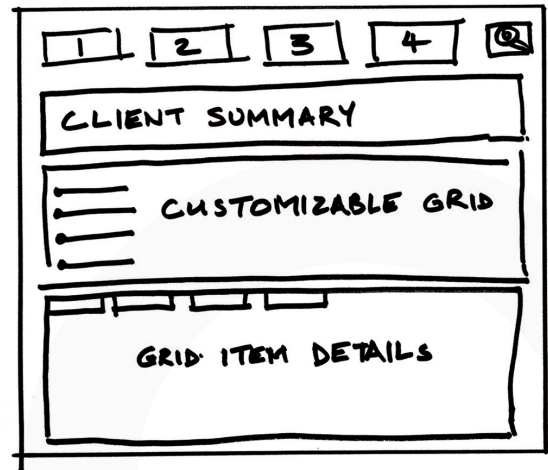 1 2 3 4
CLIENT SUMMARY
CUSTOMIZABLE GRID
GRID ITEM DETAILS